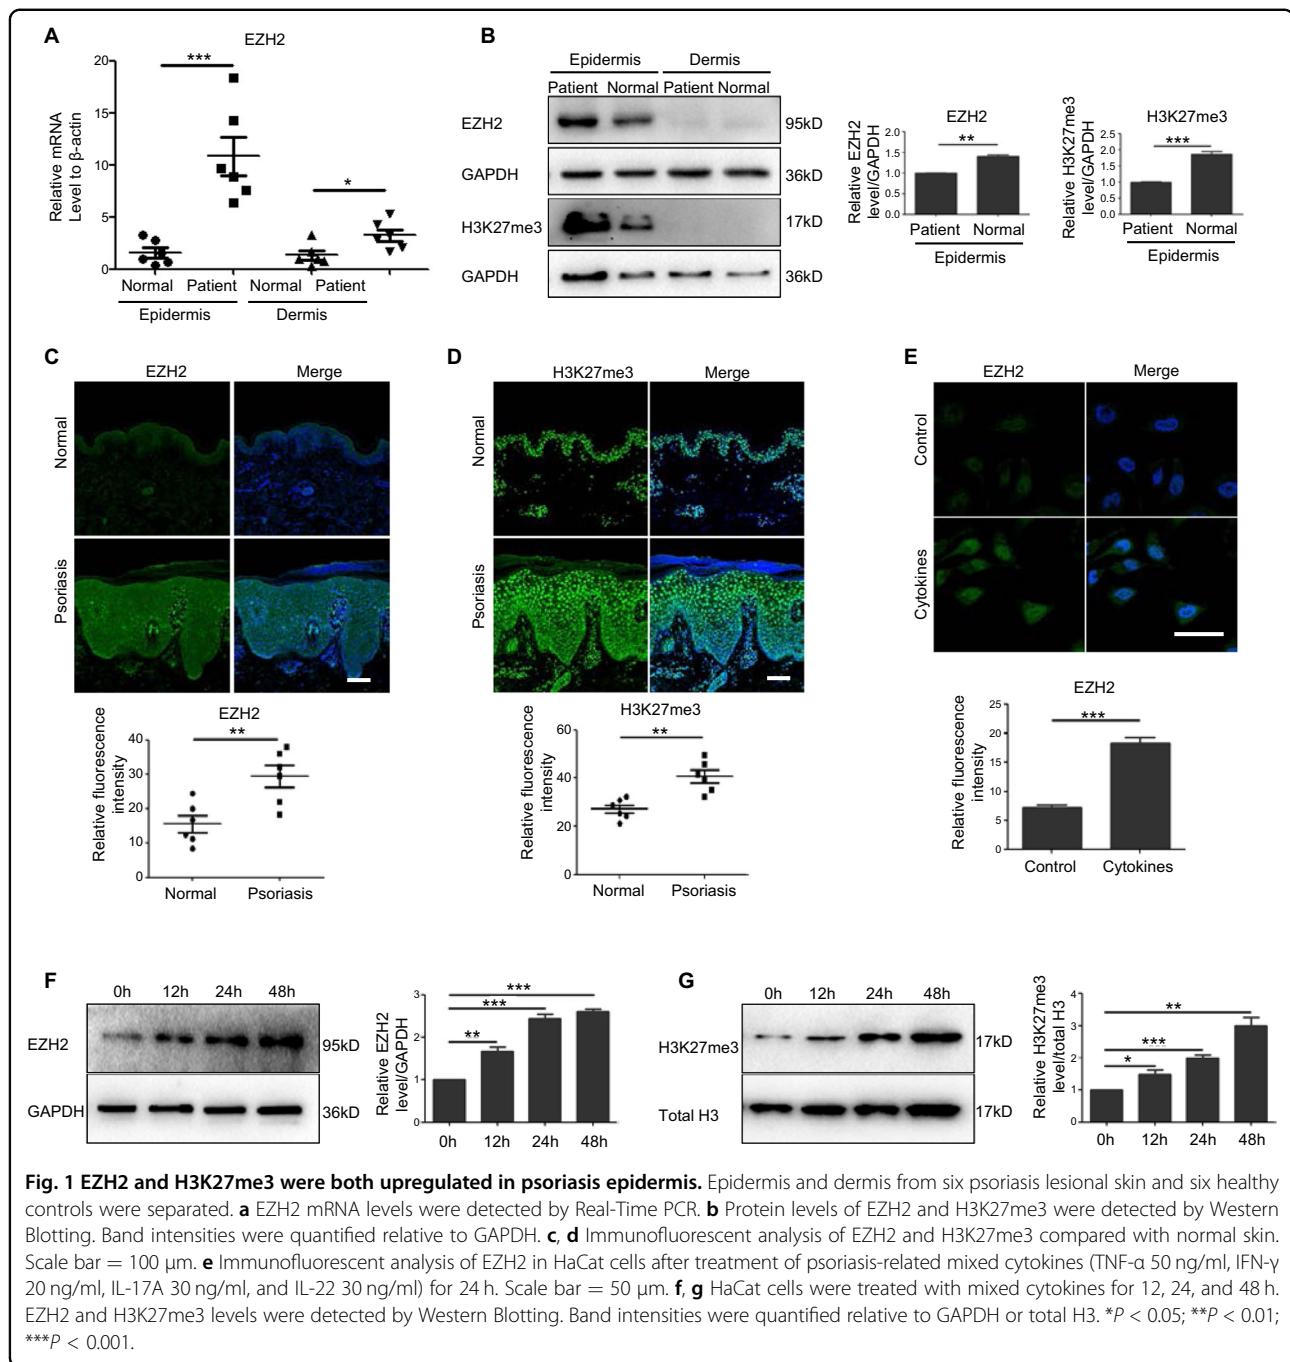 A
EZH2
Relative mRNA
Level to β-actin
20
15
10
5
0
***
*
Normal Patient Normal Patient
Epidermis Dermis
B
Epidermis Dermis
Patient Normal Patient Normal
EZH2 95kD
GAPDH 36kD
H3K27me3 17kD
GAPDH 36kD
EZH2
Relative EZH2
level/GAPDH
2.0
1.5
1.0
0.5
0.0
**
Patient Normal
Epidermis
H3K27me3
Relative H3K27me3
level/GAPDH
2.5
2.0
1.5
1.0
0.5
0.0
***
Patient Normal
Epidermis
C
EZH2 Merge
Normal
Psoriasis
EZH2
Relative fluorescence
intensity
40
30
20
10
0
**
Normal Psoriasis
D
H3K27me3 Merge
Normal
Psoriasis
H3K27me3
Relative fluorescence
intensity
60
40
20
0
**
Normal Psoriasis
E
EZH2 Merge
Control
Cytokines
EZH2
Relative fluorescence
intensity
25
20
15
10
5
0
***
Control Cytokines
F
0h 12h 24h 48h
EZH2 95kD
GAPDH 36kD
Relative EZH2
level/GAPDH
3
2
1
0
***
***
**
0h 12h 24h 48h
G
0h 12h 24h 48h
H3K27me3 17kD
Total H3 17kD
Relative H3K27me3
level/total H3
4
3
2
1
0
**
***
*
0h 12h 24h 48h
Fig. 1 EZH2 and H3K27me3 were both upregulated in psoriasis epidermis. Epidermis and dermis from six psoriasis lesional skin and six healthy
controls were separated. a EZH2 mRNA levels were detected by Real-Time PCR. b Protein levels of EZH2 and H3K27me3 were detected by Western
Blotting. Band intensities were quantified relative to GAPDH. c, d Immunofluorescent analysis of EZH2 and H3K27me3 compared with normal skin.
Scale bar = 100 μm. e Immunofluorescent analysis of EZH2 in HaCat cells after treatment of psoriasis-related mixed cytokines (TNF-α 50 ng/ml, IFN-γ
20 ng/ml, IL-17A 30 ng/ml, and IL-22 30 ng/ml) for 24 h. Scale bar = 50 μm. f, g HaCat cells were treated with mixed cytokines for 12, 24, and 48 h.
EZH2 and H3K27me3 levels were detected by Western Blotting. Band intensities were quantified relative to GAPDH or total H3. *P < 0.05; **P < 0.01;
***P < 0.001.